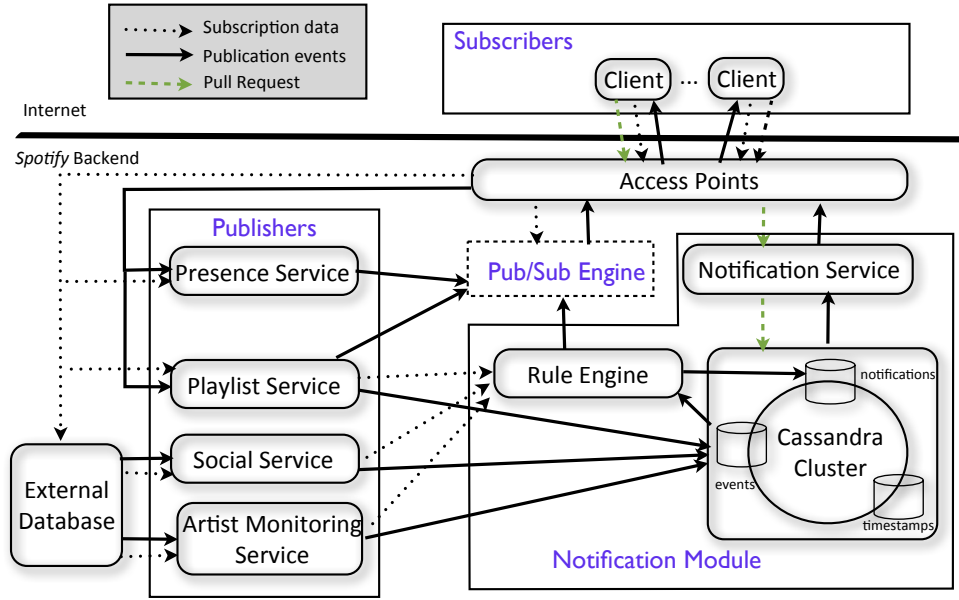 Subscription data
Publication events
Pull Request
Subscribers
Client
...
Client
Internet
Spotify Backend
Access Points
Publishers
Presence Service
Pub/Sub Engine
Notification Service
Playlist Service
Rule Engine
notifications
Social Service
Cassandra
Cluster
events
External
Database
Artist Monitoring
Service
timestamps
Notification Module